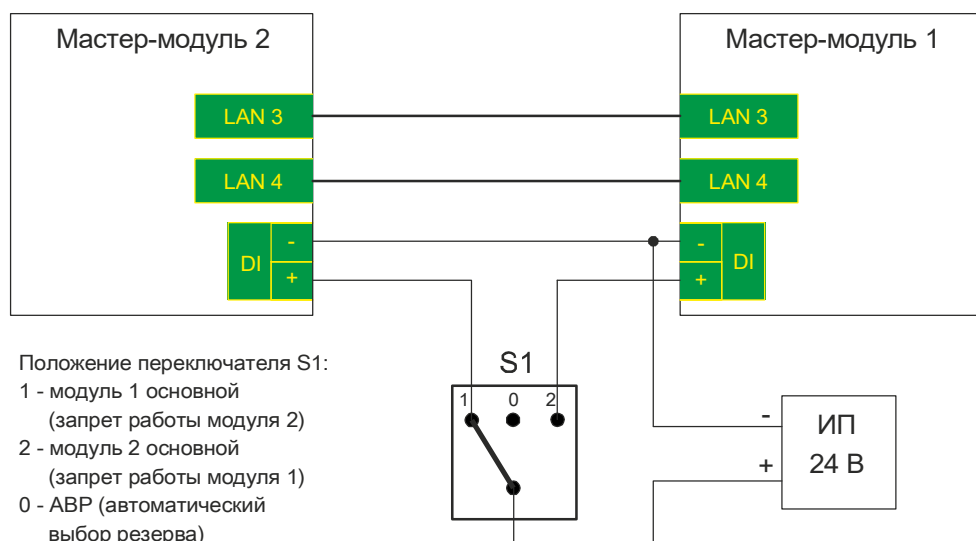 Мастер-модуль 2
Мастер-модуль 1
LAN 3
LAN 3
LAN 4
LAN 4
DI
-
+
-
+
DI
Положение переключателя S1:
1 - модуль 1 основной
(запрет работы модуля 2)
2 - модуль 2 основной
(запрет работы модуля 1)
0 - АВР (автоматический
выбор резерва)
S1
1 0 2
-
+
ИП
24 В